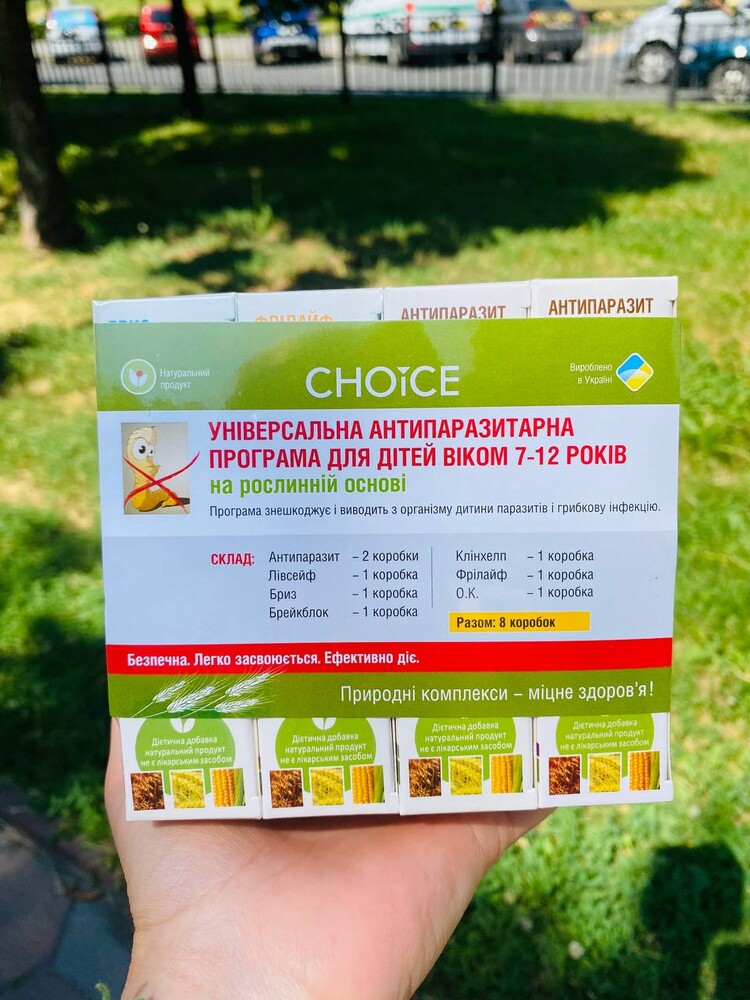 ФРІЛАЙФ
АНТИПАРАЗИТ
АНТИПАРАЗИТ
Натуральний
продукт
CHOICE
Вироблено
в Україні
УНІВЕРСАЛЬНА АНТИПАРАЗИТАРНА
ПРОГРАМА ДЛЯ ДІТЕЙ ВІКОМ 7-12 РОКІВ
на рослинній основі
Програма знешкоджує і виводить з організму дитини паразитів і грибкову інфекцію.
СКЛАД:
Антипаразит – 2 коробки
Лівсейф – 1 коробка
Бриз – 1 коробка
Брейкблок – 1 коробка
Клінхелп – 1 коробка
Фрілайф – 1 коробка
О.К. – 1 коробка
Разом: 8 коробок
Безпечна. Легко засвоюється. Ефективно діє.
Природні комплекси – міцне здоров'я!
Дієтична добавка
натуральний продукт
не є лікарським засобом
Дієтична добавка
натуральний продукт
не є лікарським засобом
Дієтична добавка
натуральний продукт
не є лікарським засобом
Дієтична добавка
натуральний продукт
не є лікарським засобом